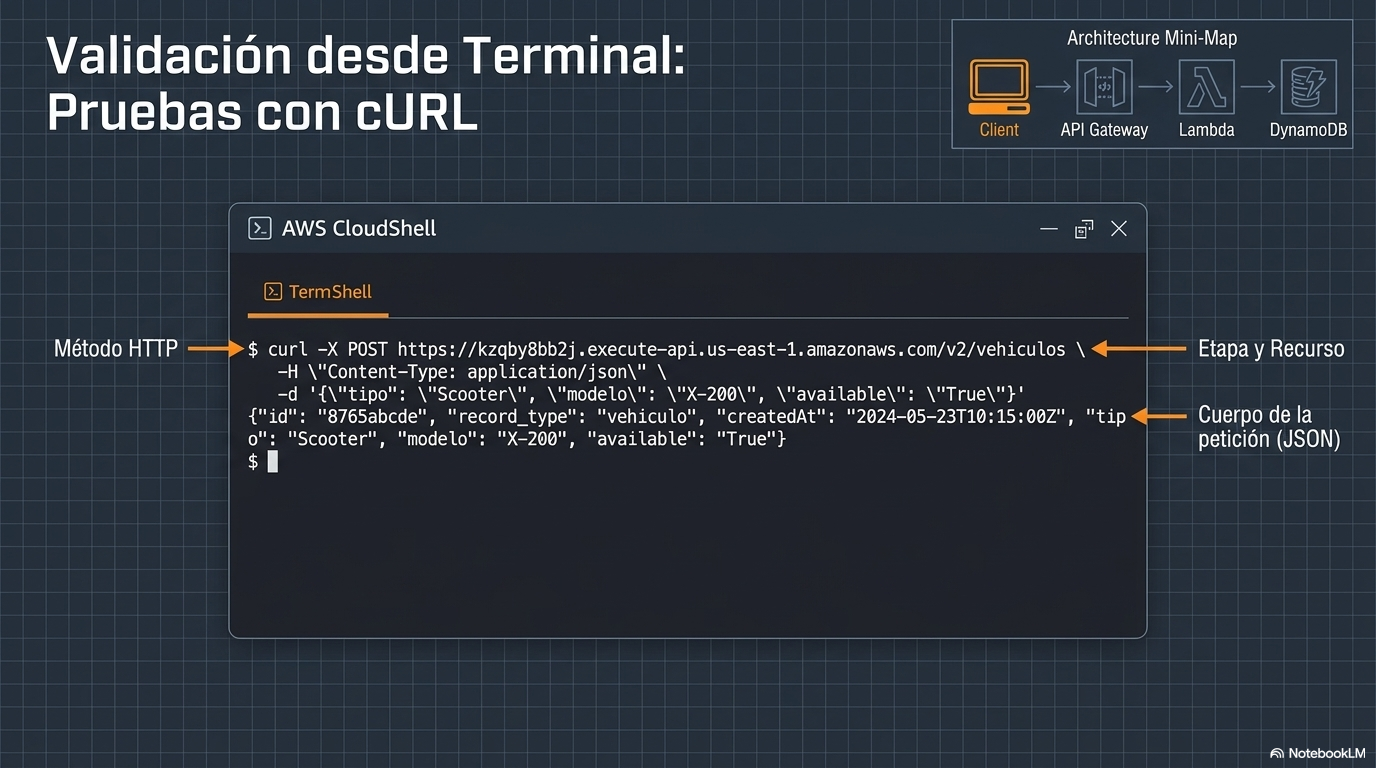 Validación desde Terminal:
Pruebas con cURL
Architecture Mini-Map
Client
API Gateway
Lambda
DynamoDB
AWS CloudShell
TermShell
Método HTTP
$ curl -X POST https://kzqby8bb2j.execute-api.us-east-1.amazonaws.com/v2/vehiculos \
-H \"Content-Type: application/json\" \
-d '{\"tipo": \"Scooter\", \"modelo\": \"X-200\", \"available\": \"True\"}'
{"id": "8765abcde", "record_type": "vehiculo", "createdAt": "2024-05-23T10:15:00Z", "tip
o": "Scooter", "modelo": "X-200", "available": "True"}
$
Etapa y Recurso
Cuerpo de la
petición (JSON)
NotebookLM